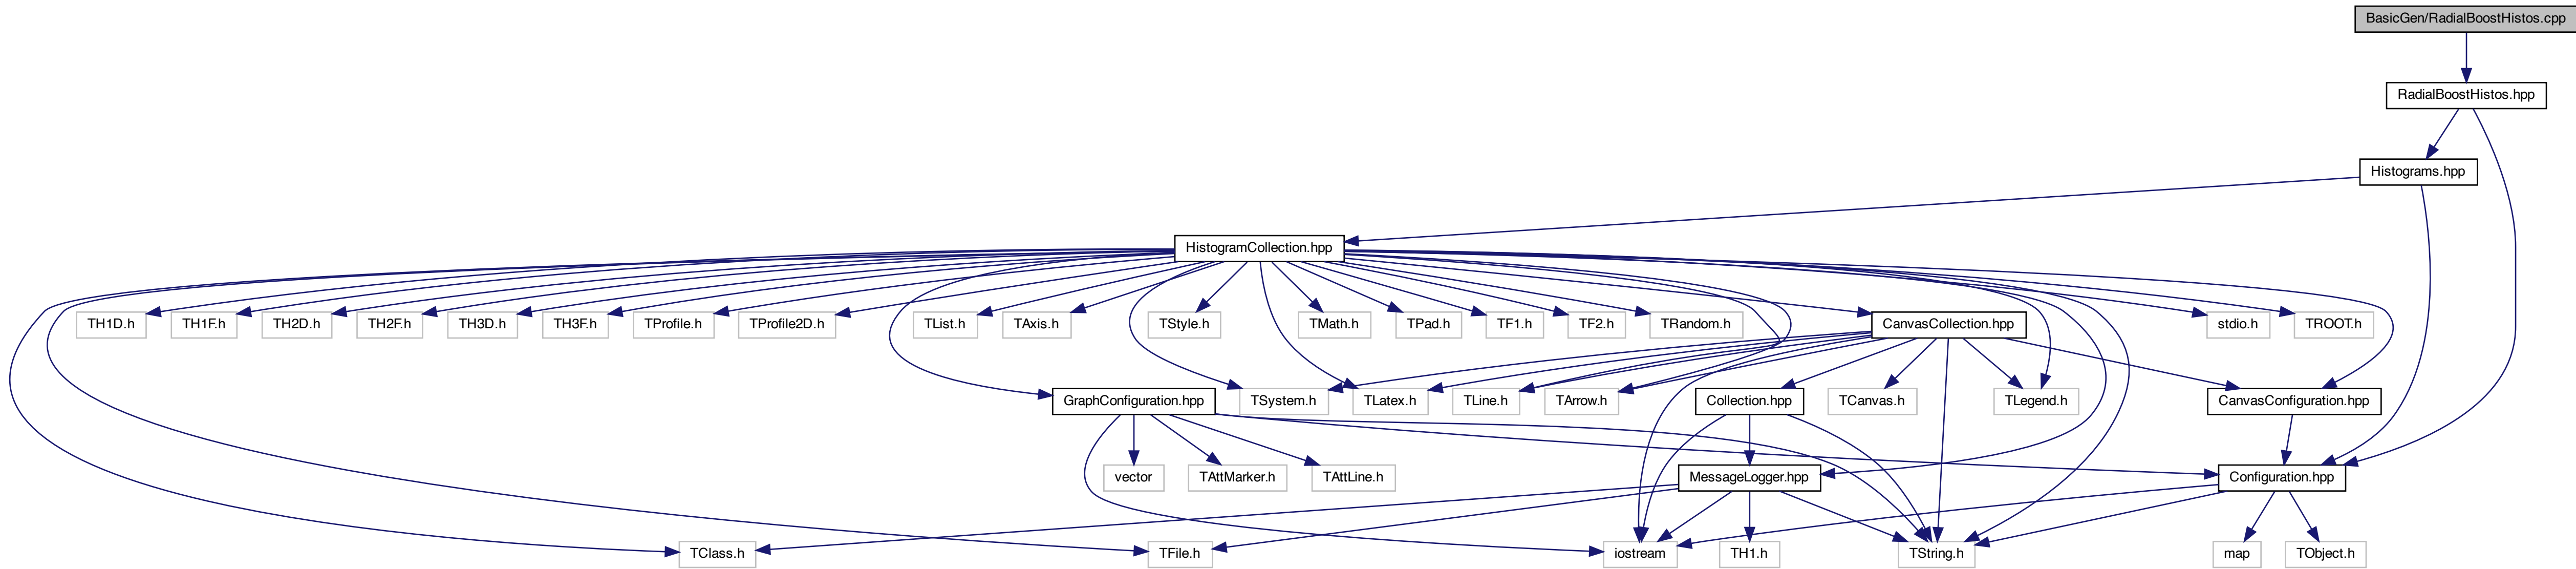 BasicGen/RadialBoostHistos.cpp
RadialBoostHistos.hpp
Histograms.hpp
HistogramCollection.hpp
TH1D.h
TH1F.h
TH2D.h
TH2F.h
TH3D.h
TH3F.h
TProfile.h
TProfile2D.h
TList.h
TAxis.h
TStyle.h
TMath.h
TPad.h
TF1.h
TF2.h
TRandom.h
CanvasCollection.hpp
stdio.h
TROOT.h
GraphConfiguration.hpp
TSystem.h
TLatex.h
TLine.h
TArrow.h
Collection.hpp
TCanvas.h
TLegend.h
CanvasConfiguration.hpp
vector
TAttMarker.h
TAttLine.h
MessageLogger.hpp
Configuration.hpp
TClass.h
TFile.h
iostream
TH1.h
TString.h
map
TObject.h